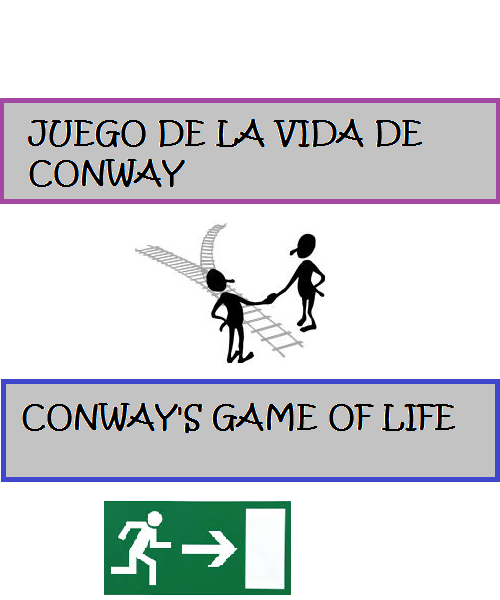 JUEGO DE LA VIDA DE
CONWAY
CONWAY'S GAME OF LIFE